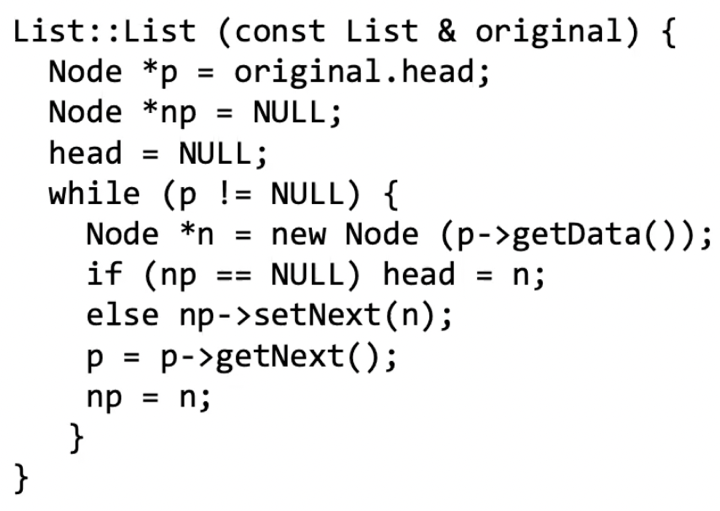 List::List (const List & original) {
Node *p = original.head;
Node *np = NULL;
head = NULL;
while (p != NULL) {
Node *n = new Node (p->getData());
if (np == NULL) head = n;
else np->setNext(n);
p = p->getNext();
np = n;
}
}